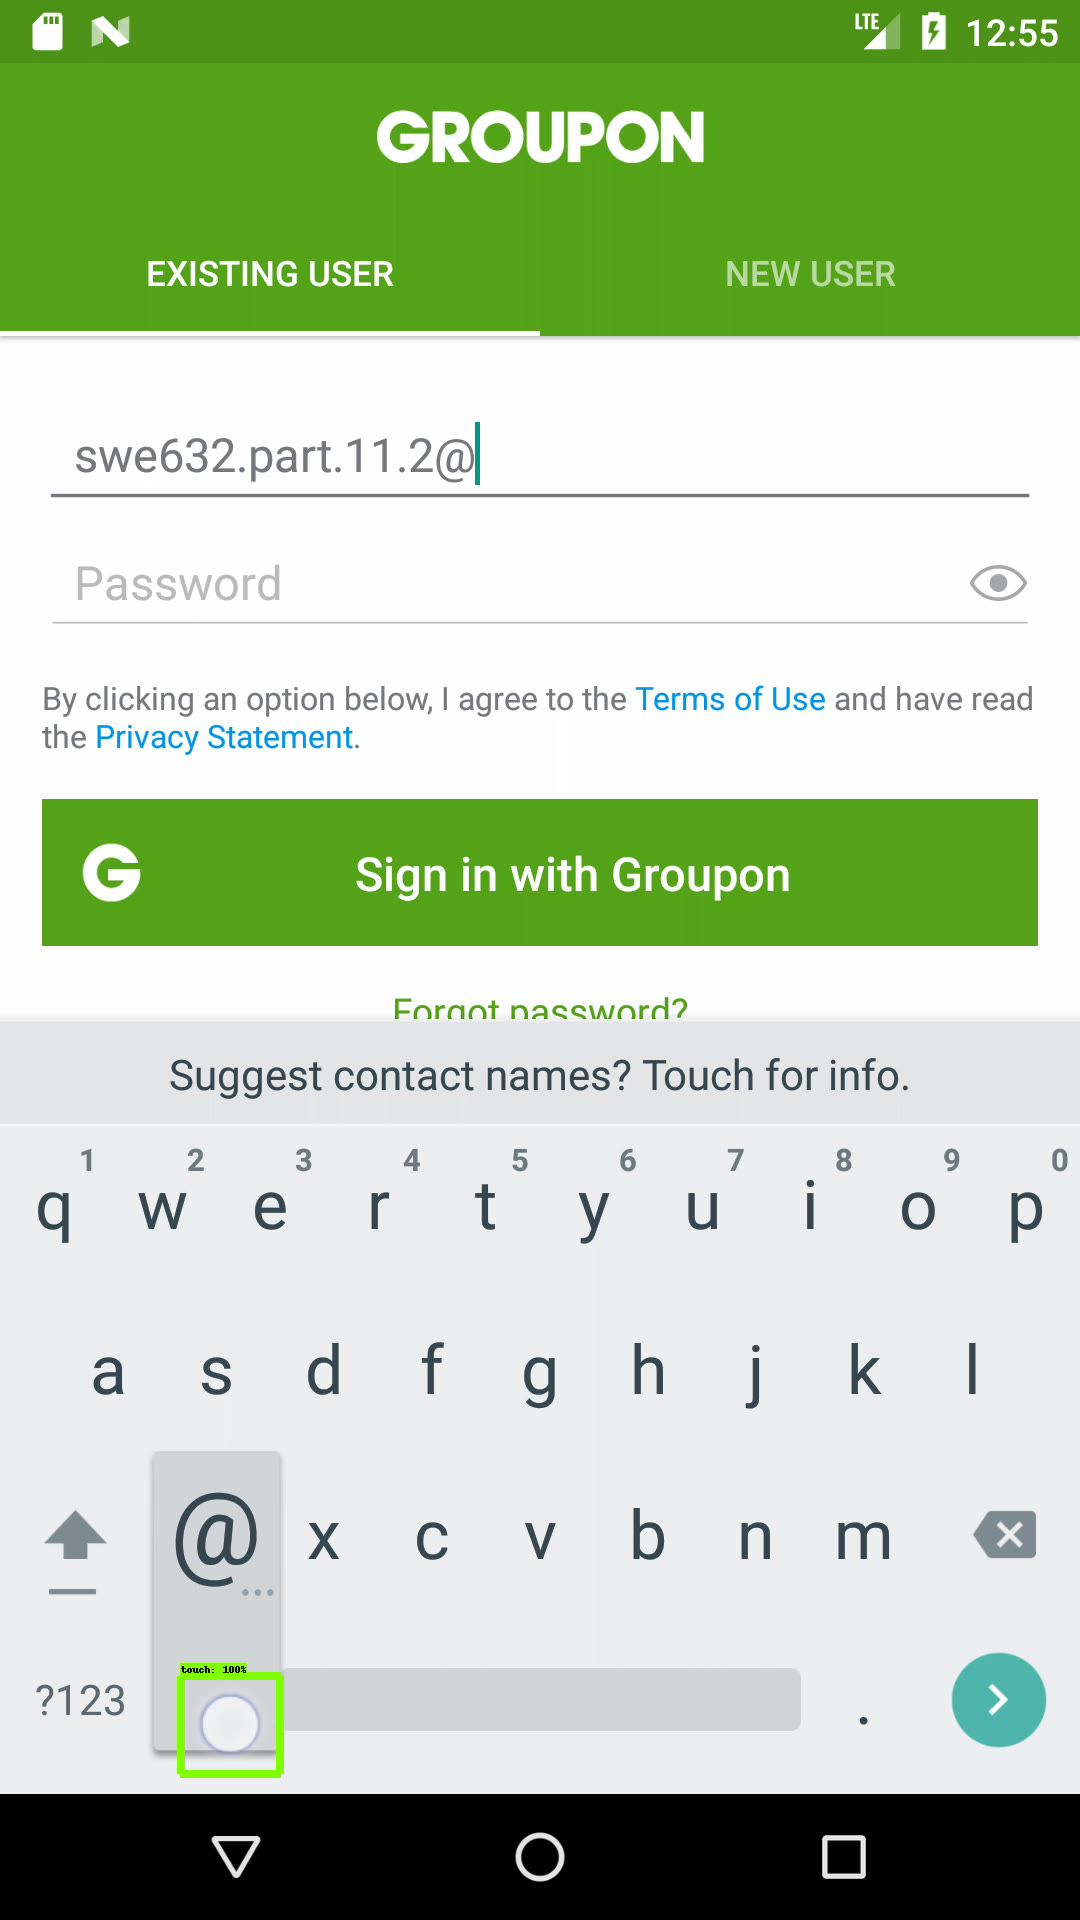 LTE 12:55
GROUPON
EXISTING USER NEW USER
swe632.part.11.2@
Password
By clicking an option below, I agree to the Terms of Use and have read
the Privacy Statement.
G Sign in with Groupon
Forgot password?
Suggest contact names? Touch for info.
1 2 3 4 5 6 7 8 9 0
q w e r t y u i o p
a s d f g h j k l
@ x c v b n m
...
touch: 100%
?123 .